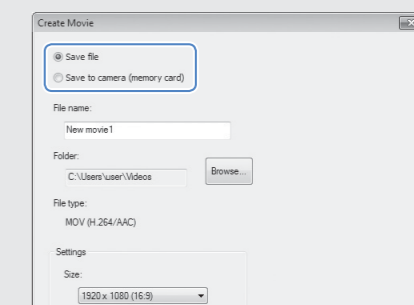 Create Movie
Save file
Save to camera (memory card)
File name:
New movie1
Folder:
C:\Users\user\Videos
Browse...
File type:
MOV (H.264/AAC)
Settings
Size:
1920 x 1080 (16:9)